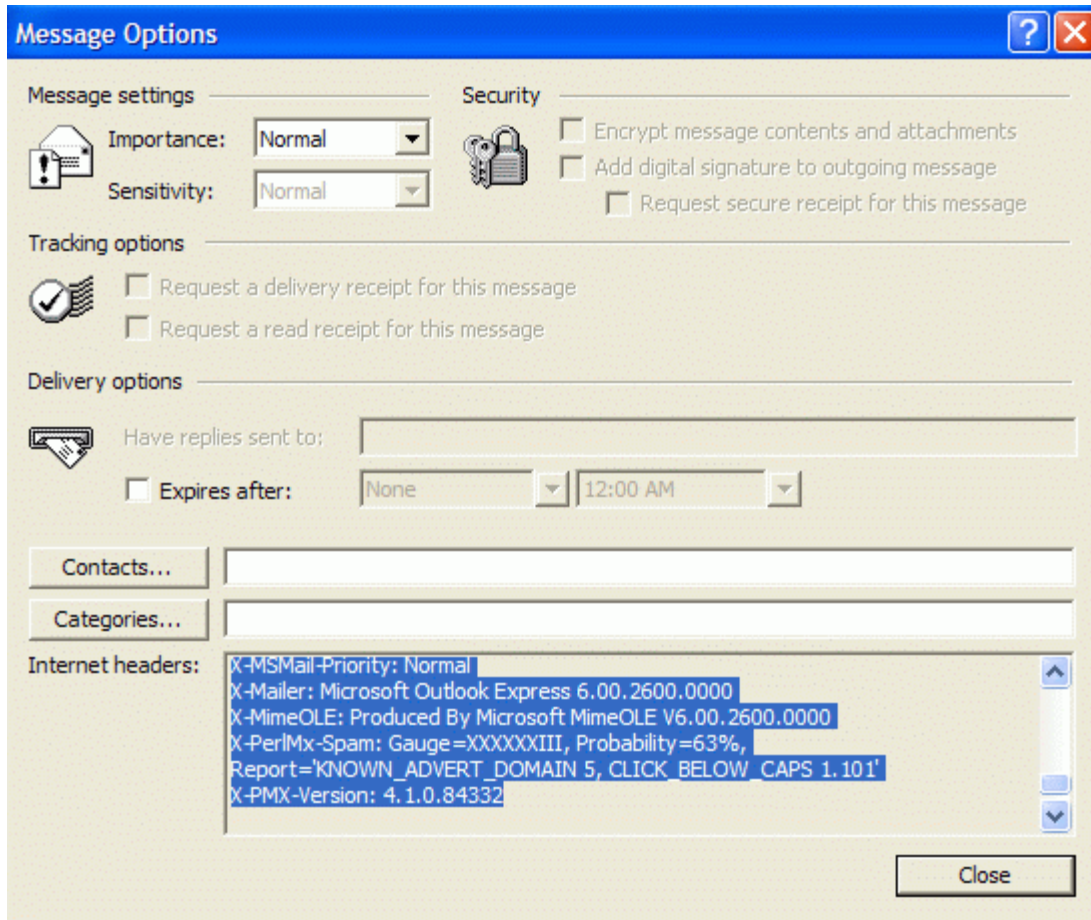 Message Options
Message settings
Security
Importance: Normal
Encrypt message contents and attachments
Add digital signature to outgoing message
Sensitivity: Normal
Request secure receipt for this message
Tracking options
Request a delivery receipt for this message
Request a read receipt for this message
Delivery options
Have replies sent to:
Expires after: None 12:00 AM
Contacts...
Categories...
Internet headers:
X-MSMail-Priority: Normal
X-Mailer: Microsoft Outlook Express 6.00.2600.0000
X-MimeOLE: Produced By Microsoft MimeOLE V6.00.2600.0000
X-PerlMx-Spam: Gauge=XXXXXXIII, Probability=63%,
Report='KNOWN_ADVERT_DOMAIN 5, CLICK_BELOW_CAPS 1.101'
X-PMX-Version: 4.1.0.84332
Close